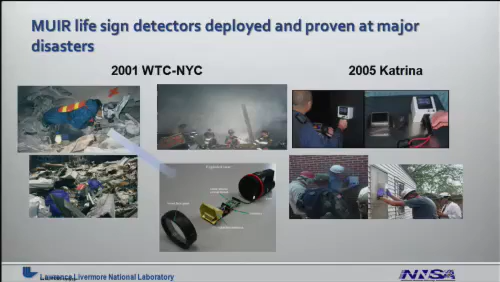 MUIR life sign detectors deployed and proven at major
disasters
2001 WTC-NYC
2005 Katrina
Lawrence Livermore National Laboratory
NNSA